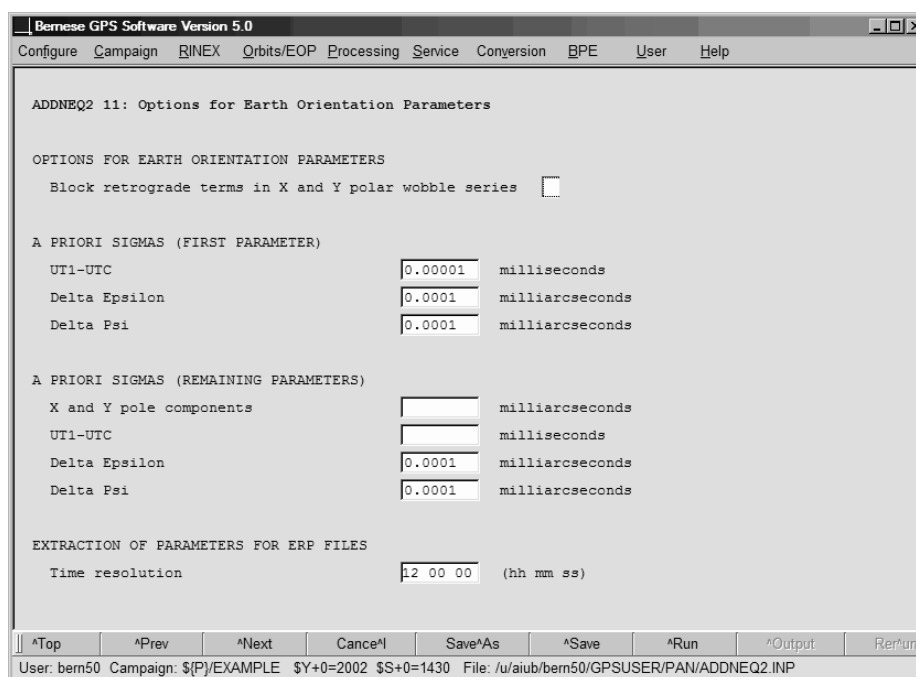 Bernese GPS Software Version 5.0
Configure Campaign RINEX Orbits/EOP Processing Service Conversion BPE User Help
ADDNEQ2 11: Options for Earth Orientation Parameters
OPTIONS FOR EARTH ORIENTATION PARAMETERS
Block retrograde terms in X and Y polar wobble series
A PRIORI SIGMAS (FIRST PARAMETER)
UT1-UTC 0.00001 milliseconds
Delta Epsilon 0.0001 milliarcseconds
Delta Psi 0.0001 milliarcseconds
A PRIORI SIGMAS (REMAINING PARAMETERS)
X and Y pole components milliarcseconds
UT1-UTC milliseconds
Delta Epsilon 0.0001 milliarcseconds
Delta Psi 0.0001 milliarcseconds
EXTRACTION OF PARAMETERS FOR ERP FILES
Time resolution 12 00 00 (hh mm ss)
^Top ^Prev ^Next Cance^l Save^As ^Save ^Run ^Output Rer^un
User: bern50 Campaign: ${P}/EXAMPLE $Y+0=2002 $S+0=1430 File: /u/aiub/bern50/GPSUSER/PAN/ADDNEQ2.INP